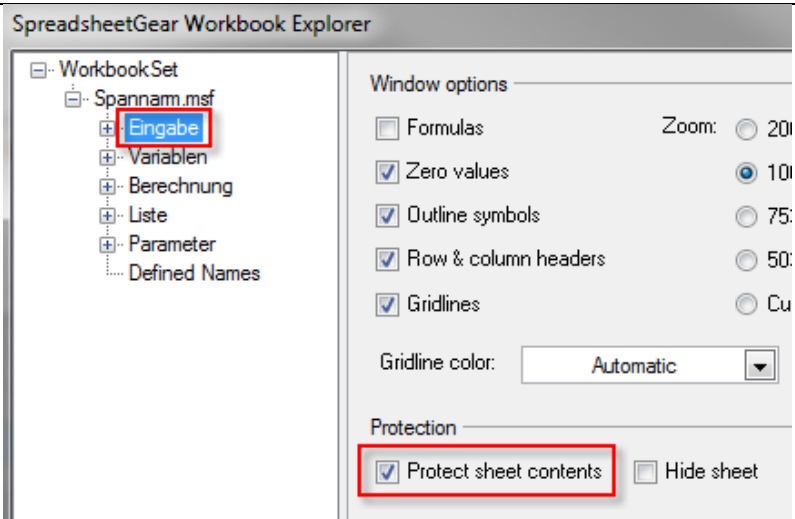 SpreadsheetGear Workbook Explorer
WorkbookSet
Spannarm.msf
Eingabe
Variablen
Berechnung
Liste
Parameter
Defined Names
Window options
Formulas
Zero values
Outline symbols
Row & column headers
Gridlines
Zoom:
Gridline color:
Automatic
Protection
Protect sheet contents
Hide sheet